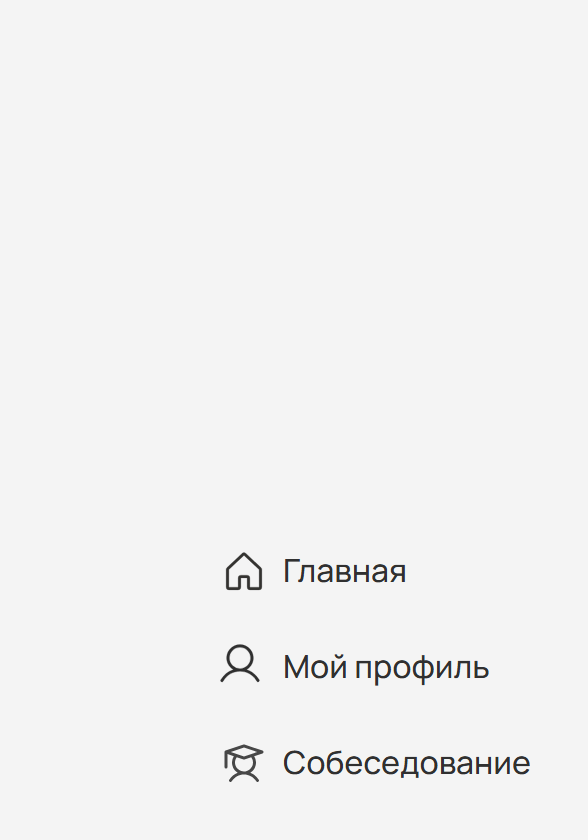 Главная
Мой профиль
Собеседование